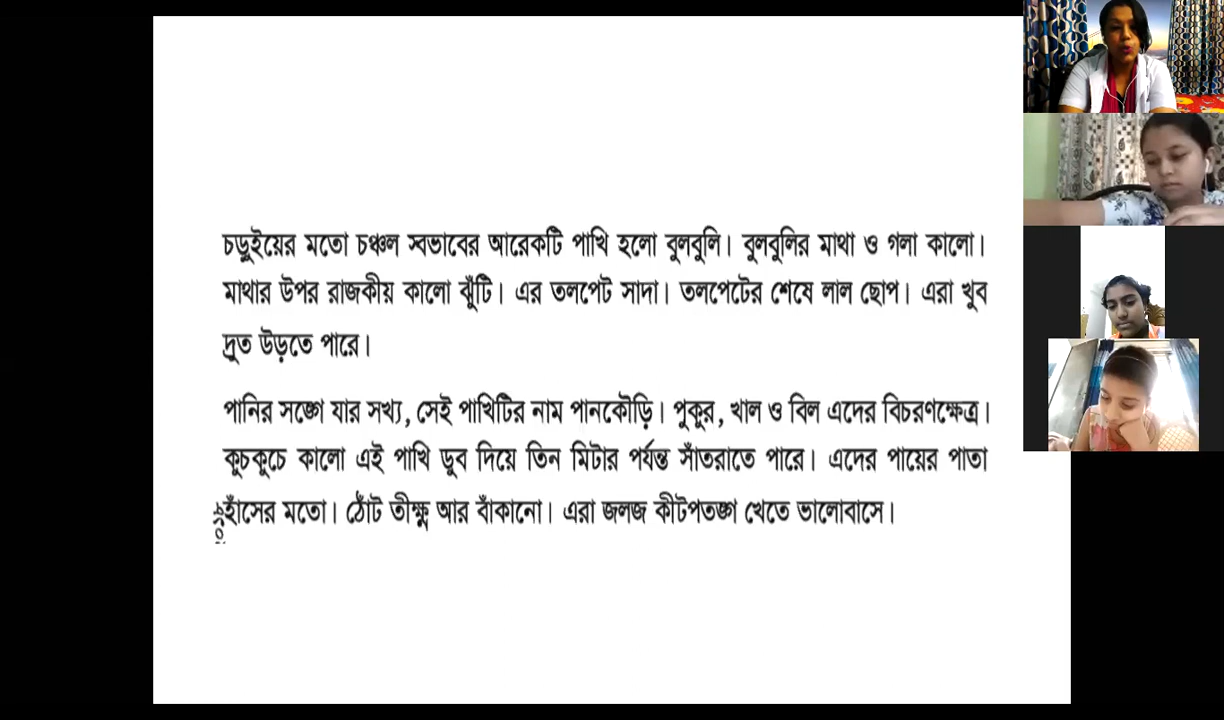 চড়ুইয়ের মতো চঞ্চল স্বভাবের আরেকটি পাখি হলো বুলবুলি। বুলবুলির মাথা ও গলা কালো।
মাথার উপর রাজকীয় কালো ঝুঁটি। এর তলপেট সাদা। তলপেটের শেষে লাল ছোপ। এরা খুব
দ্রুত উড়তে পারে।
পানির সঙ্গে যার সখ্য, সেই পাখিটির নাম পানকৌড়ি। পুকুর, খাল ও বিল এদের বিচরণক্ষেত্র।
কুচকুচে কালো এই পাখি ডুব দিয়ে তিন মিটার পর্যন্ত সাঁতরাতে পারে। এদের পায়ের পাতা
হাঁসের মতো। ঠোঁট তীক্ষ্ণ আর বাঁকানো। এরা জলজ কীটপতঙ্গ খেতে ভালোবাসে।